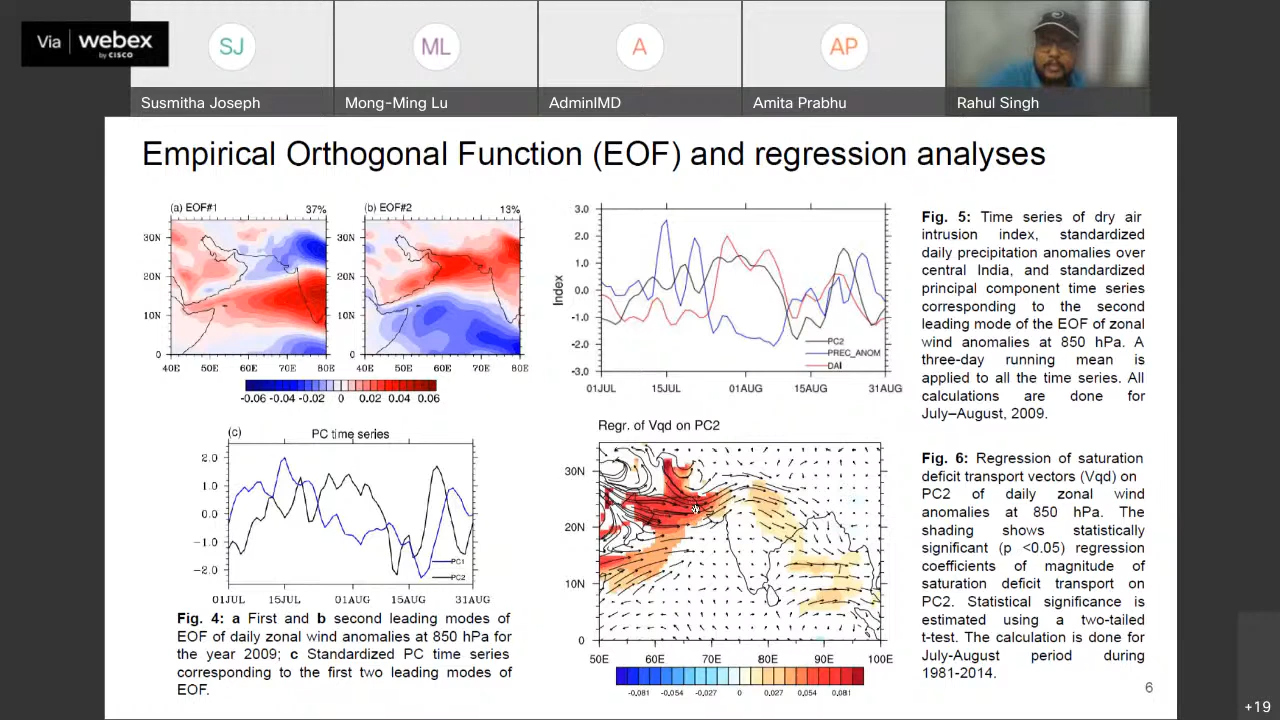 Via webex
by CISCO
SJ
ML
A
AP
Susmitha Joseph
Mong-Ming Lu
AdminIMD
Amita Prabhu
Rahul Singh
Empirical Orthogonal Function (EOF) and regression analyses
(a) EOF#1 37%
30N
20N
10N
0
40E 50E 60E 70E 80E
(b) EOF#2 13%
30N
20N
10N
0
40E 50E 60E 70E 80E
-0.06 -0.04 -0.02 0 0.02 0.04 0.06
(c) PC time series
2.0
1.0
0.0
-1.0
-2.0
PC1
PC2
01JUL 15JUL 01AUG 15AUG 31AUG
Fig. 4: a First and b second leading modes of
EOF of daily zonal wind anomalies at 850 hPa for
the year 2009; c Standardized PC time series
corresponding to the first two leading modes of
EOF.
3.0
2.0
1.0
0.0
-1.0
-2.0
-3.0
Index
PC2
PREC_ANOM
DAI
01JUL 15JUL 01AUG 15AUG 31AUG
Regr. of Vqd on PC2
30N
20N
10N
0
50E 60E 70E 80E 90E 100E
-0.081 -0.054 -0.027 0 0.027 0.054 0.081
Fig. 5: Time series of dry air
intrusion index, standardized
daily precipitation anomalies over
central India, and standardized
principal component time series
corresponding to the second
leading mode of the EOF of zonal
wind anomalies at 850 hPa. A
three-day running mean is
applied to all the time series. All
calculations are done for
July–August, 2009.
Fig. 6: Regression of saturation
deficit transport vectors (Vqd) on
PC2 of daily zonal wind
anomalies at 850 hPa. The
shading shows statistically
significant (p <0.05) regression
coefficients of magnitude of
saturation deficit transport on
PC2. Statistical significance is
estimated using a two-tailed
t-test. The calculation is done for
July-August period during
1981-2014.
6
+19